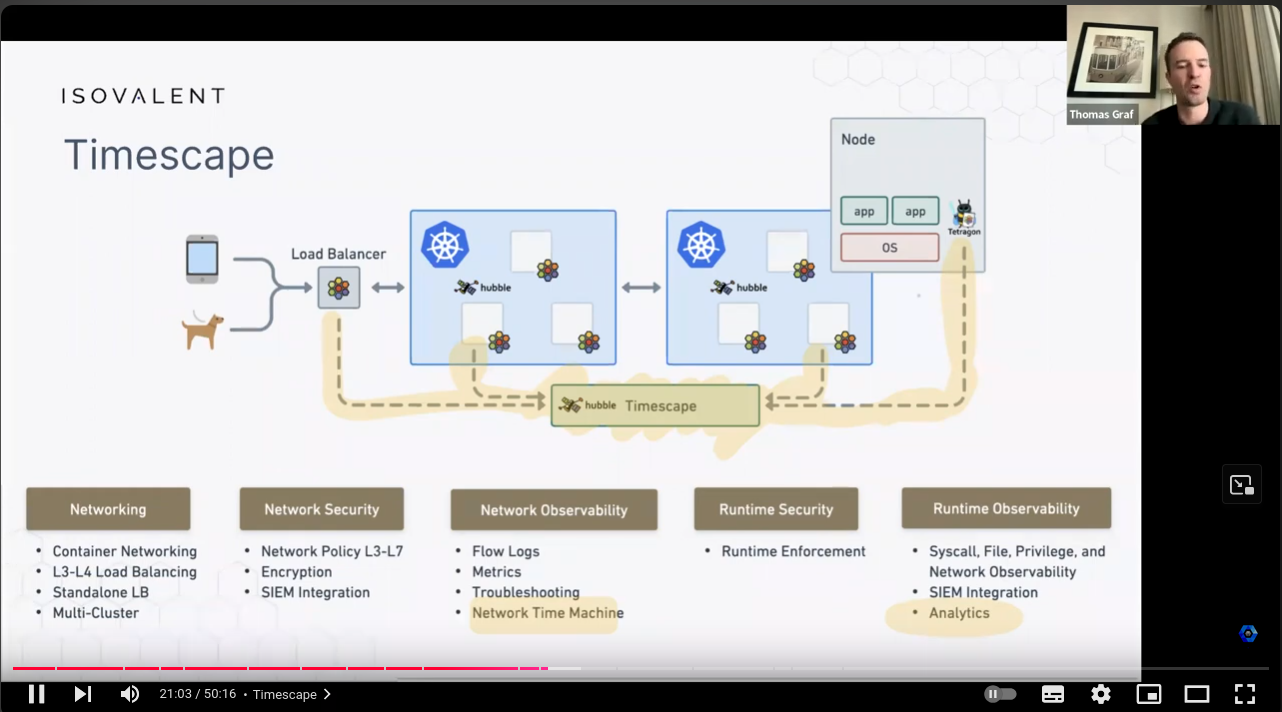 Thomas Graf
ISOVALENT
Timescape
Node
app app
Tetragon
OS
Load Balancer
hubble
hubble
hubble Timescape
Networking
• Container Networking
• L3-L4 Load Balancing
• Standalone LB
• Multi-Cluster
Network Security
• Network Policy L3-L7
• Encryption
• SIEM Integration
Network Observability
• Flow Logs
• Metrics
• Troubleshooting
• Network Time Machine
Runtime Security
• Runtime Enforcement
Runtime Observability
• Syscall, File, Privilege, and
Network Observability
• SIEM Integration
• Analytics
21:03 / 50:16 • Timescape